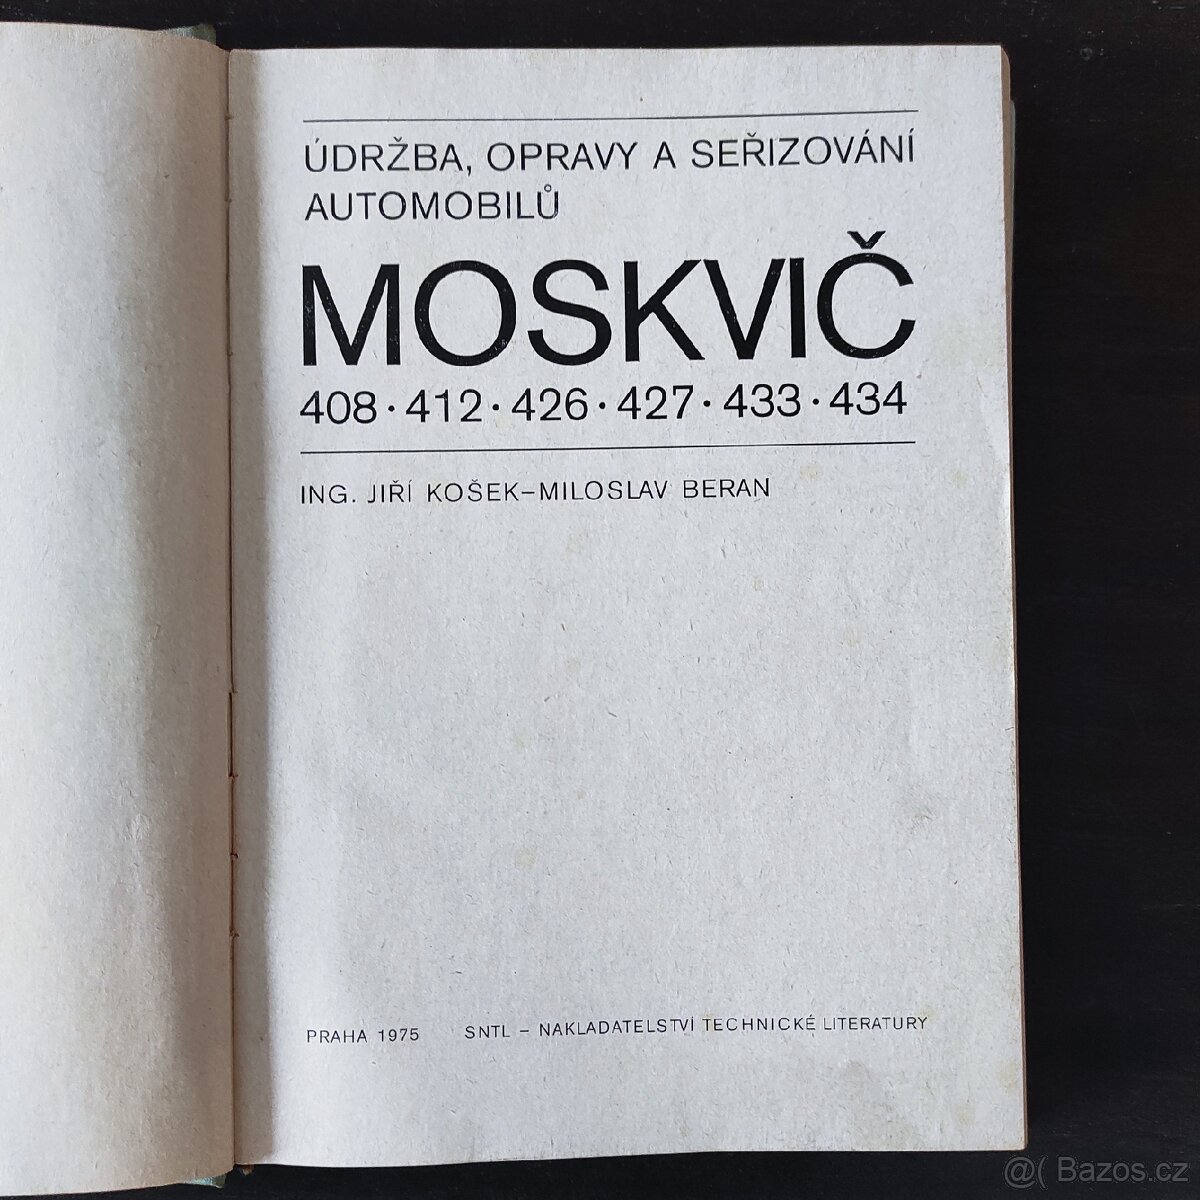 ÚDRŽBA, OPRAVY A SEŘIZOVÁNÍ
AUTOMOBILŮ
MOSKVIČ
408 · 412 · 426 · 427 · 433 · 434
ING. JIŘÍ KOŠEK–MILOSLAV BERAN
PRAHA 1975 SNTL – NAKLADATELSTVÍ TECHNICKÉ LITERATURY
@( Bazos.cz